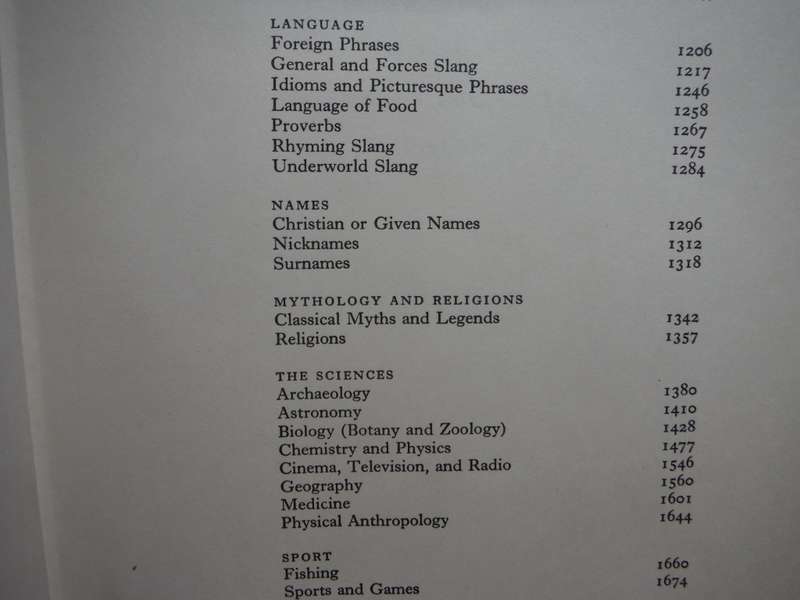 LANGUAGE
Foreign Phrases 1206
General and Forces Slang 1217
Idioms and Picturesque Phrases 1246
Language of Food 1258
Proverbs 1267
Rhyming Slang 1275
Underworld Slang 1284
NAMES
Christian or Given Names 1296
Nicknames 1312
Surnames 1318
MYTHOLOGY AND RELIGIONS
Classical Myths and Legends 1342
Religions 1357
THE SCIENCES
Archaeology 1380
Astronomy 1410
Biology (Botany and Zoology) 1428
Chemistry and Physics 1477
Cinema, Television, and Radio 1546
Geography 1560
Medicine 1601
Physical Anthropology 1644
SPORT
Fishing 1660
Sports and Games 1674